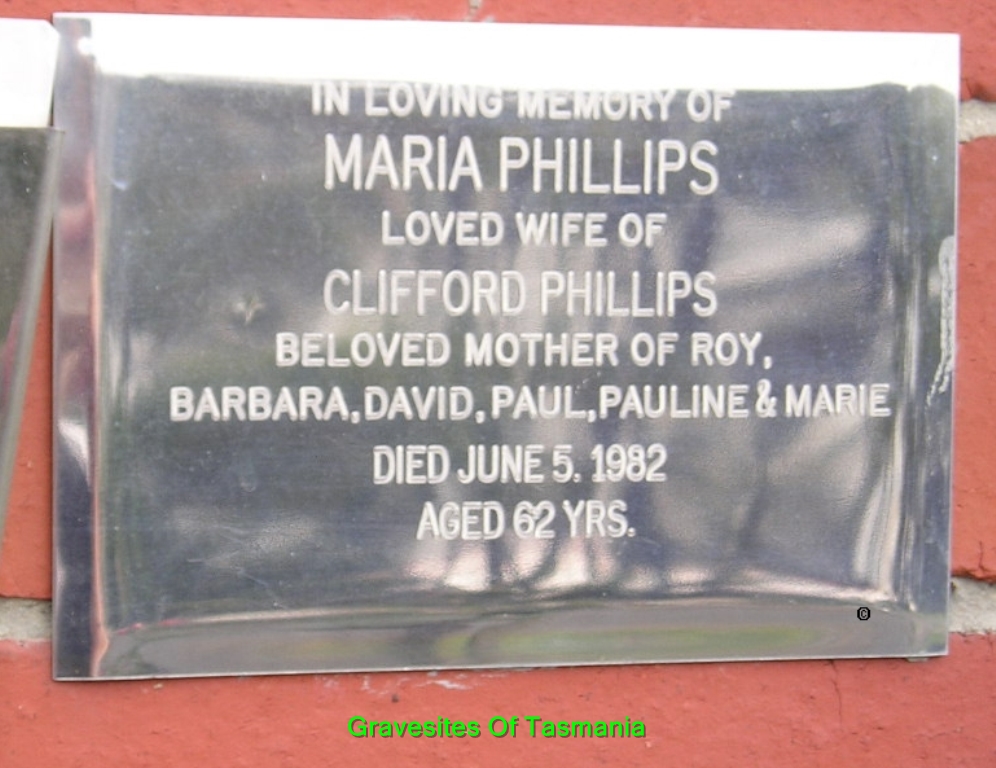 IN LOVING MEMORY OF
MARIA PHILLIPS
LOVED WIFE OF
CLIFFORD PHILLIPS
BELOVED MOTHER OF ROY,
BARBARA, DAVID, PAUL, PAULINE & MARIE
DIED JUNE 5. 1982
AGED 62 YRS.
©
Gravesites Of Tasmania